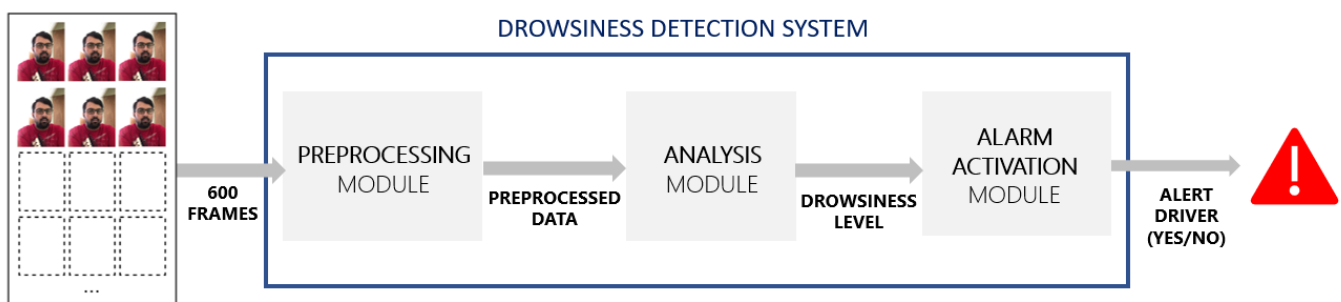 DROWSINESS DETECTION SYSTEM
...
600
FRAMES
PREPROCESSING
MODULE
PREPROCESSED
DATA
ANALYSIS
MODULE
DROWSINESS
LEVEL
ALARM
ACTIVATION
MODULE
ALERT
DRIVER
(YES/NO)
!